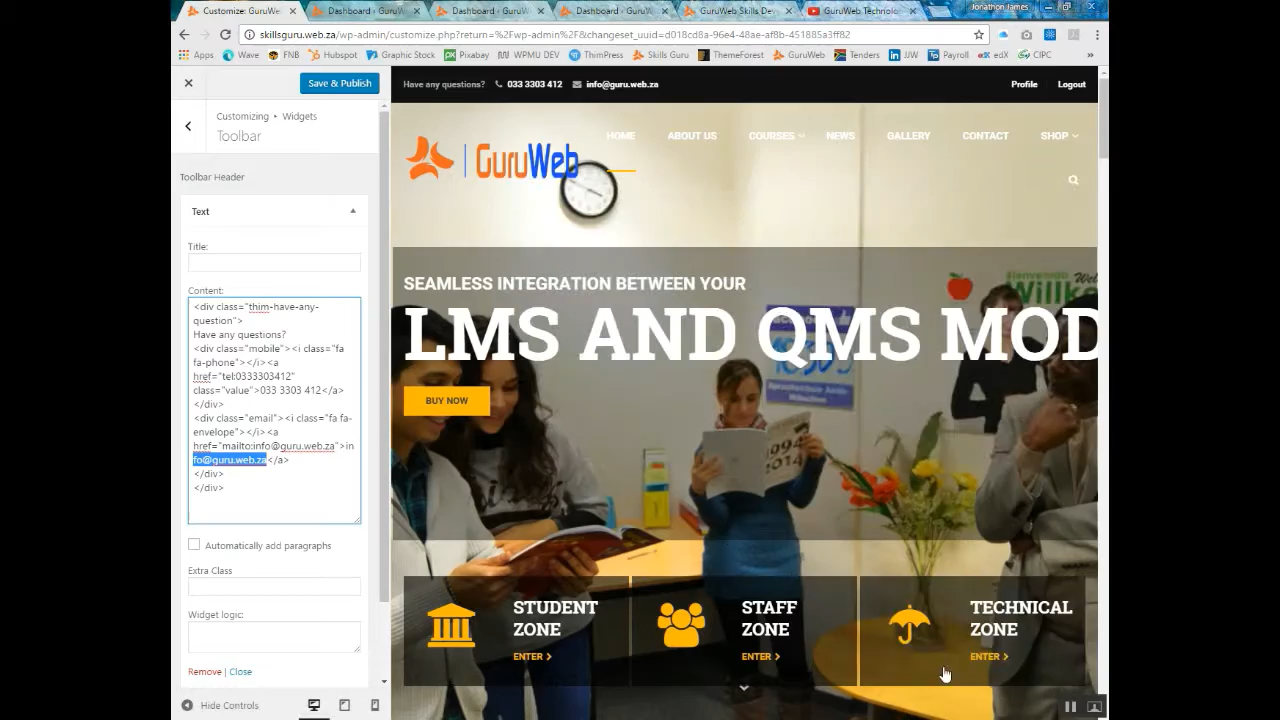 Customize: GuruWe
Dashboard ‹ GuruW
Dashboard ‹ GuruW
Dashboard ‹ GuruW
GuruWeb Skills De
GuruWeb Technolo
Jonathon James
skillsguru.web.za/wp-admin/customize.php?return=%2Fwp-admin%2F&changeset_uuid=d018cd8a-96e4-48ae-af8b-451885a3ff82
Apps
Wave
FNB
Hubspot
Graphic Stock
Pixabay
WPMU DEV
ThimPress
Skills Guru
ThemeForest
GuruWeb
Tenders
JJW
Payroll
edX
CIPC
Save & Publish
Have any questions?
033 3303 412
info@guru.web.za
Profile
Logout
Customizing ▸ Widgets
Toolbar
Toolbar Header
Text
Title:
Content:
<div class="thim-have-any-
question">
Have any questions?
<div class="mobile"><i class="fa
fa-phone"></i><a
href="tel:0333303412"
class="value">033 3303 412</a>
</div>
<div class="email"><i class="fa fa-
envelope"></i><a
href="mailto:info@guru.web.za">in
fo@guru.web.za</a>
</div>
</div>
Automatically add paragraphs
Extra Class
Widget logic:
Remove | Close
Hide Controls
GuruWeb
HOME
ABOUT US
COURSES
NEWS
GALLERY
CONTACT
SHOP
SEAMLESS INTEGRATION BETWEEN YOUR
LMS AND QMS MOD
BUY NOW
1994
2014
STUDENT
ZONE
ENTER
STAFF
ZONE
ENTER
TECHNICAL
ZONE
ENTER